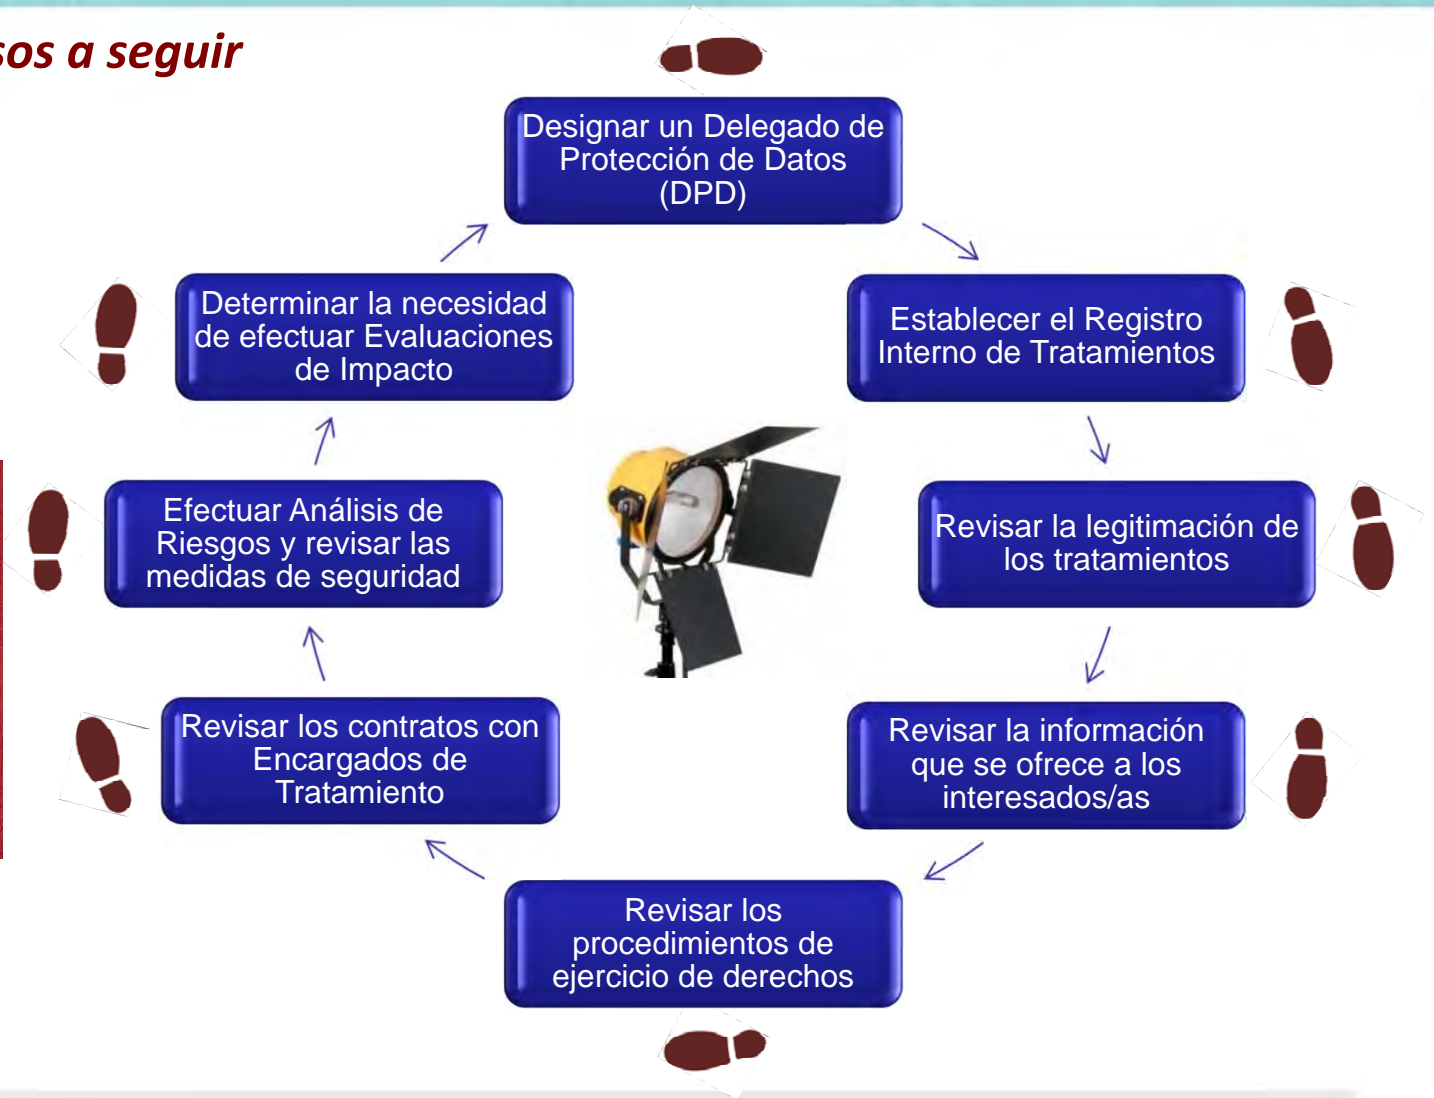 sos a seguir
Designar un Delegado de
Protección de Datos
(DPD)
Establecer el Registro
Interno de Tratamientos
Revisar la legitimación de
los tratamientos
Revisar la información
que se ofrece a los
interesados/as
Revisar los
procedimientos de
ejercicio de derechos
Revisar los contratos con
Encargados de
Tratamiento
Efectuar Análisis de
Riesgos y revisar las
medidas de seguridad
Determinar la necesidad
de efectuar Evaluaciones
de Impacto